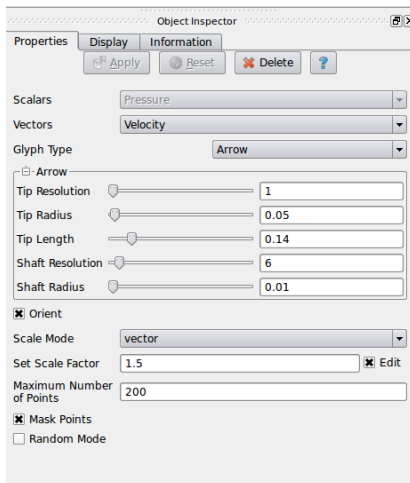 Object Inspector
Properties Display Information
Apply Reset Delete ?
Scalars Pressure
Vectors Velocity
Glyph Type Arrow
Arrow
Tip Resolution 1
Tip Radius 0.05
Tip Length 0.14
Shaft Resolution 6
Shaft Radius 0.01
Orient
Scale Mode vector
Set Scale Factor 1.5 Edit
Maximum Number
of Points 200
Mask Points
Random Mode